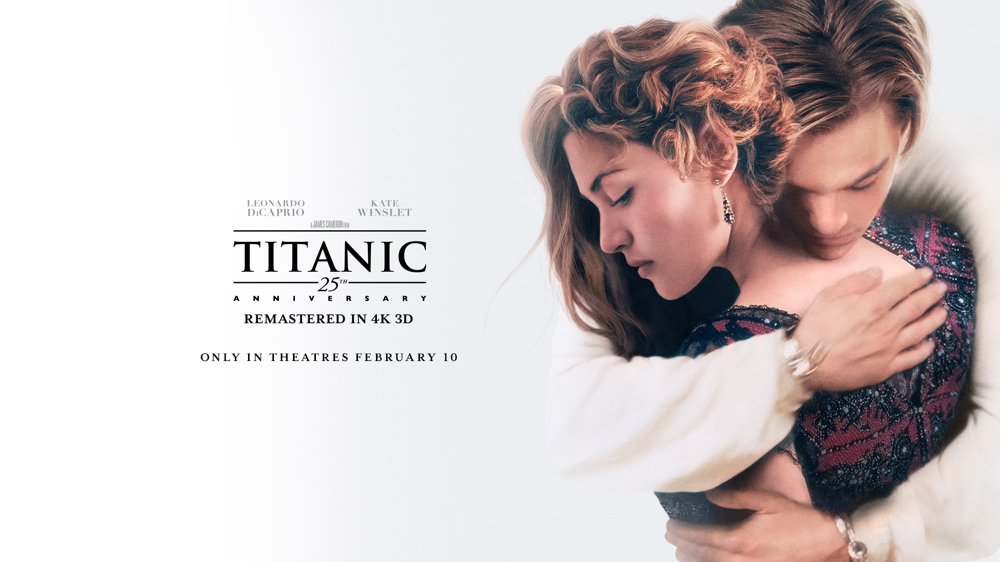 LEONARDO
DiCAPRIO
KATE
WINSLET
A JAMES CAMERON FILM
TITANIC
25TH
ANNIVERSARY
REMASTERED IN 4K 3D
ONLY IN THEATRES FEBRUARY 10